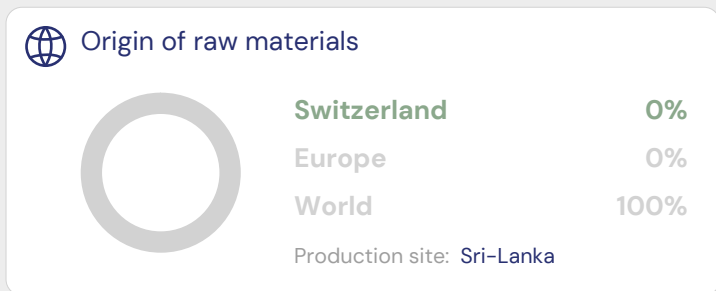 Origin of raw materials
Switzerland 0%
Europe 0%
World 100%
Production site: Sri-Lanka